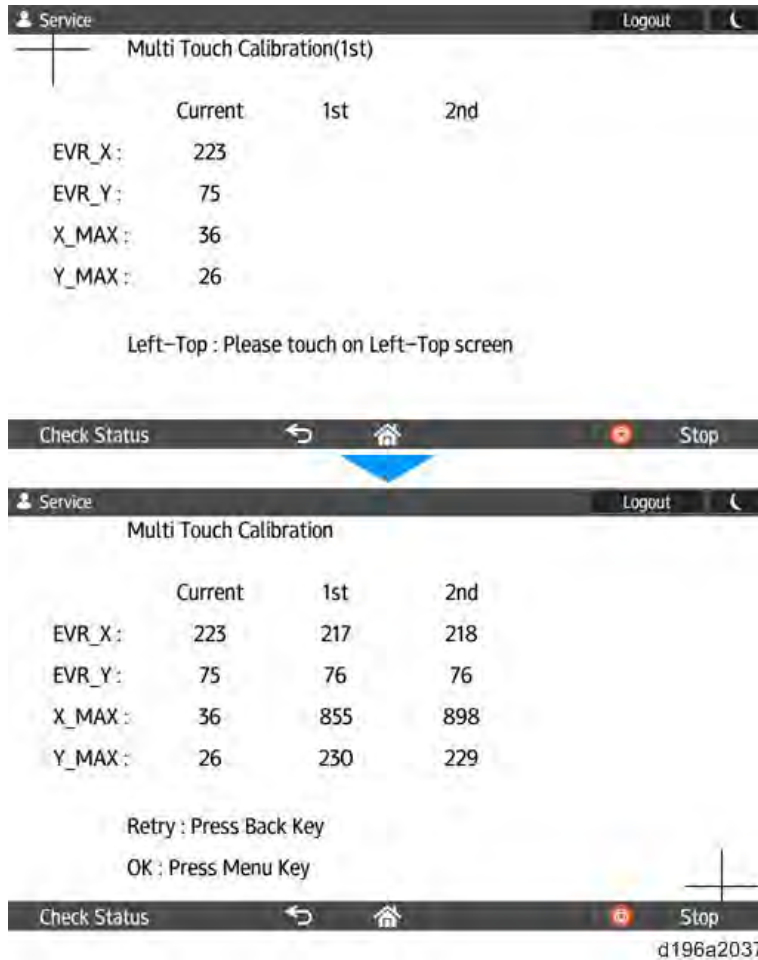 Service Logout
Multi Touch Calibration(1st)
Current 1st 2nd
EVR_X : 223
EVR_Y : 75
X_MAX : 36
Y_MAX : 26
Left-Top : Please touch on Left-Top screen
Check Status Stop
Service Logout
Multi Touch Calibration
Current 1st 2nd
EVR_X : 223 217 218
EVR_Y : 75 76 76
X_MAX : 36 855 898
Y_MAX : 26 230 229
Retry : Press Back Key
OK : Press Menu Key
Check Status Stop
d196a2037